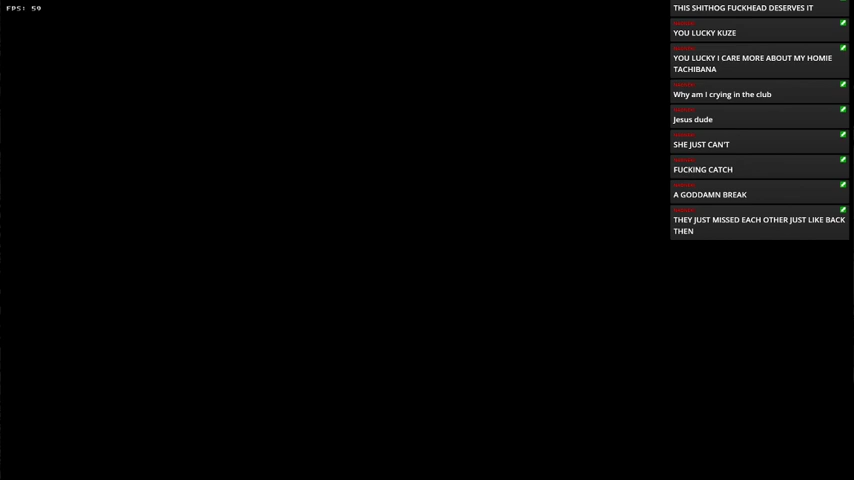 FPS: 59
THIS SHITHOG FUCKHEAD DESERVES IT
YOU LUCKY KUZE
YOU LUCKY I CARE MORE ABOUT MY HOMIE
TACHIBANA
Why am I crying in the club
Jesus dude
SHE JUST CAN'T
FUCKING CATCH
A GODDAMN BREAK
THEY JUST MISSED EACH OTHER JUST LIKE BACK
THEN